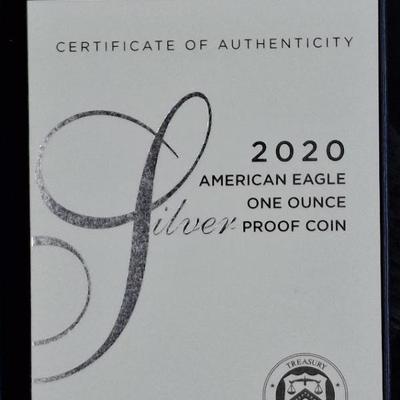 CERTIFICATE OF AUTHENTICITY
2020
AMERICAN EAGLE
ONE OUNCE
Silver PROOF COIN
TREASURY